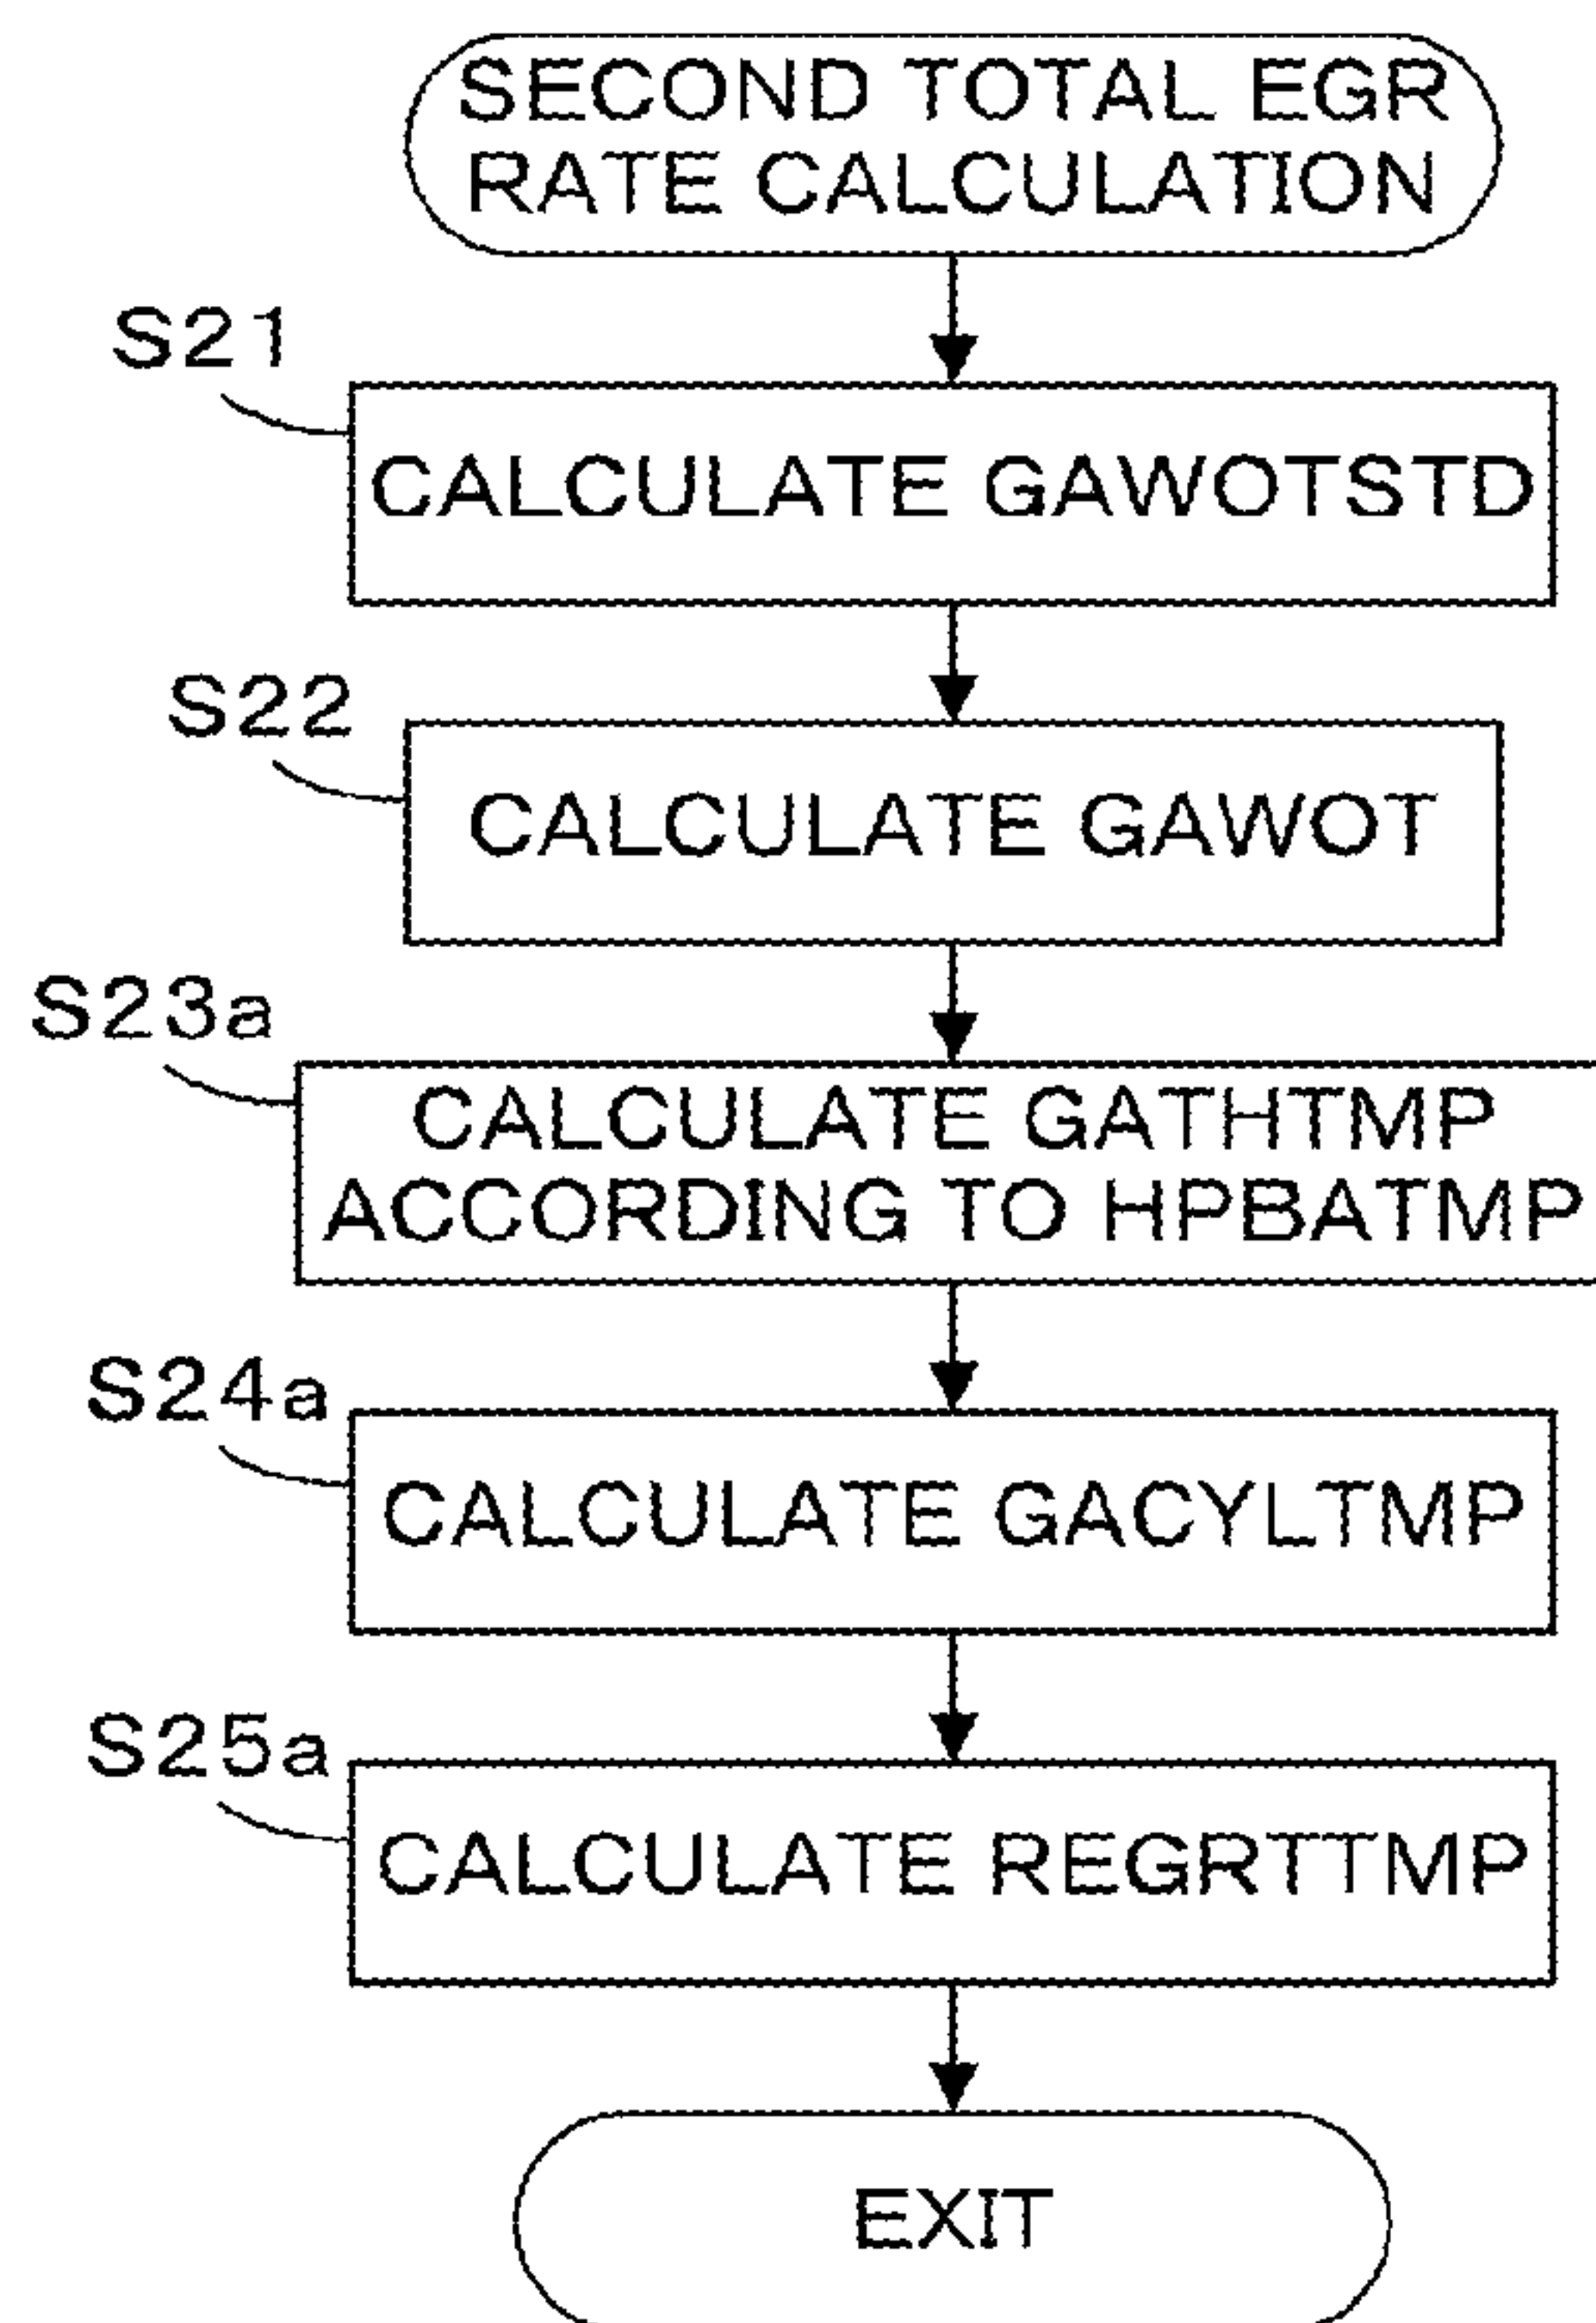 SECOND TOTAL EGR
RATE CALCULATION
S21
CALCULATE GAWOTSTD
S22
CALCULATE GAWOT
S23a
CALCULATE GATHTMP
ACCORDING TO HPBATMP
S24a
CALCULATE GACYLTMP
S25a
CALCULATE REGRTTMP
EXIT